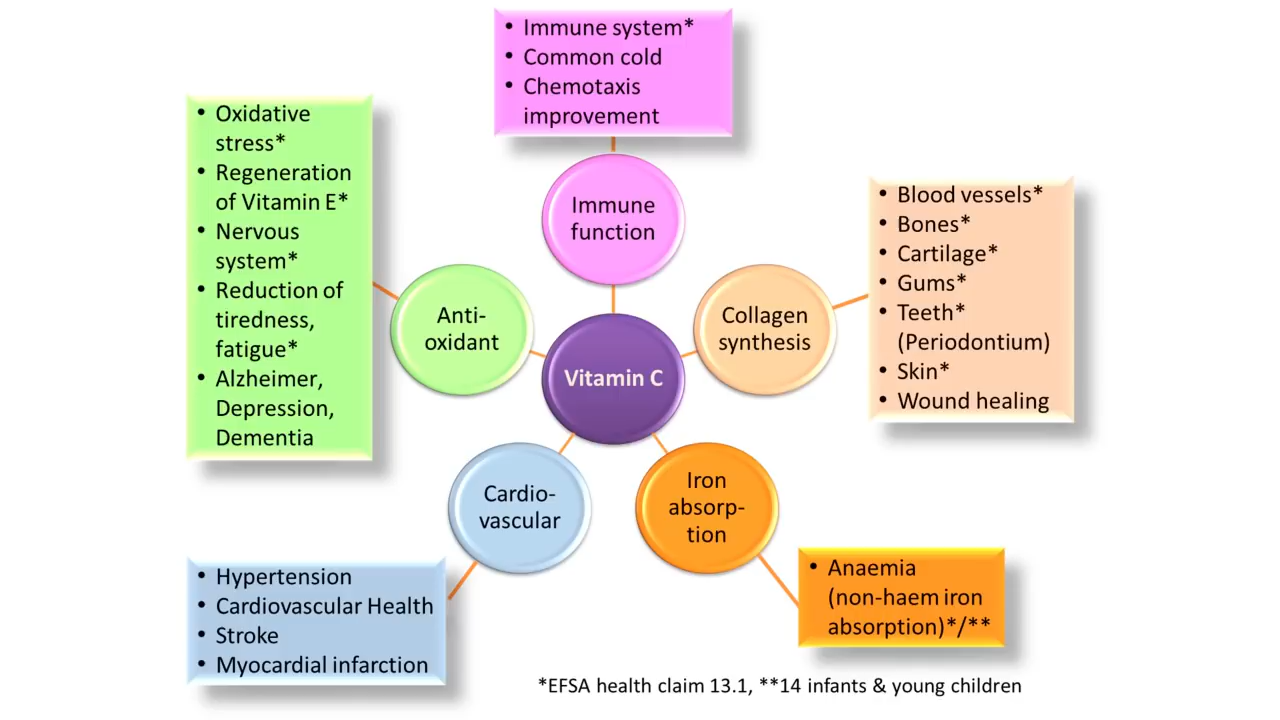 • Immune system*
• Common cold
• Chemotaxis
improvement
• Oxidative
stress*
• Regeneration
of Vitamin E*
• Nervous
system*
• Reduction of
tiredness,
fatigue*
• Alzheimer,
Depression,
Dementia
Immune
function
• Blood vessels*
• Bones*
• Cartilage*
• Gums*
• Teeth*
(Periodontium)
• Skin*
• Wound healing
Anti-
oxidant
Collagen
synthesis
Vitamin C
Cardio-
vascular
Iron
absorp-
tion
• Hypertension
• Cardiovascular Health
• Stroke
• Myocardial infarction
• Anaemia
(non-haem iron
absorption)*/**
*EFSA health claim 13.1, **14 infants & young children